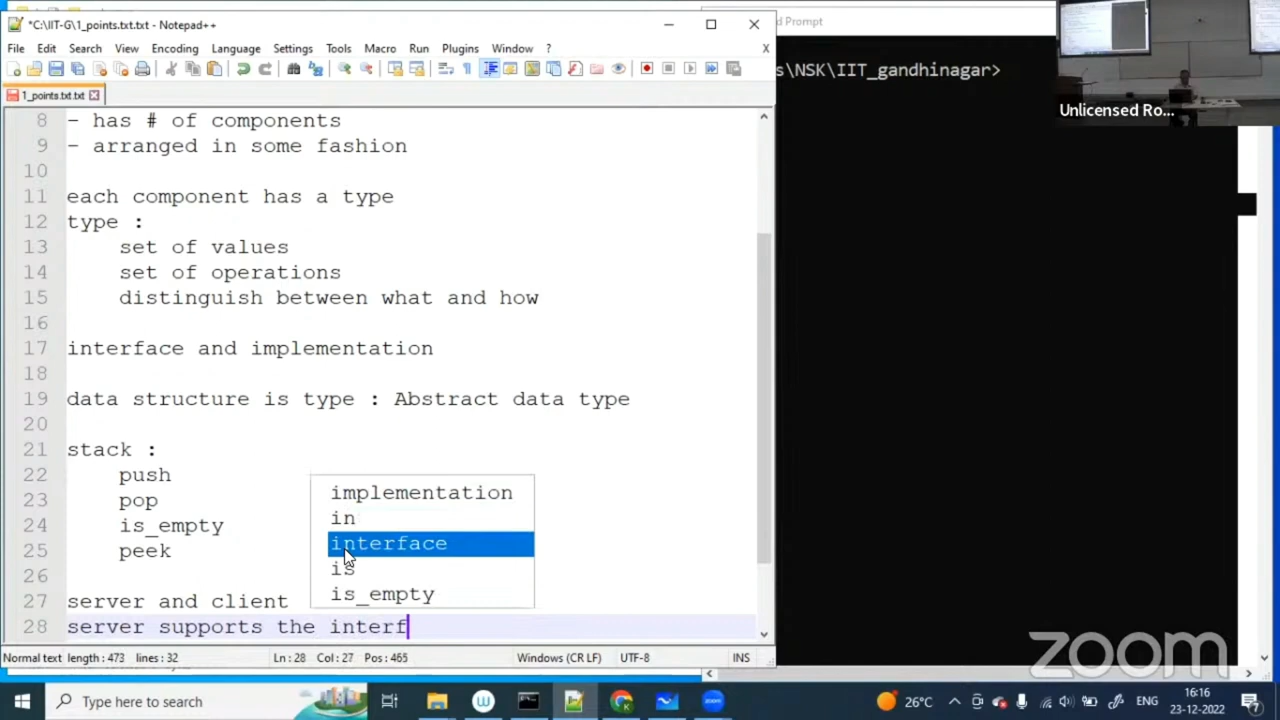 *C:\IIT-G\1_points.txt.txt - Notepad++
d Prompt
File Edit Search View Encoding Language Settings Tools Macro Run Plugins Window ? X
1_points.txt.txt
s\NSK\IIT_gandhinagar>
Unlicensed Ro...
8 - has # of components
9 - arranged in some fashion
10
11 each component has a type
12 type :
13 set of values
14 set of operations
15 distinguish between what and how
16
17 interface and implementation
18
19 data structure is type : Abstract data type
20
21 stack :
22 push
23 pop
24 is_empty
25 peek
26
27 server and client
28 server supports the interf
implementation
in
interface
is
is_empty
Normal text length : 473 lines : 32 Ln : 28 Col : 27 Pos : 465 Windows (CR LF) UTF-8 INS
zoom
Type here to search
26°C
ENG
16:16
23-12-2022
7